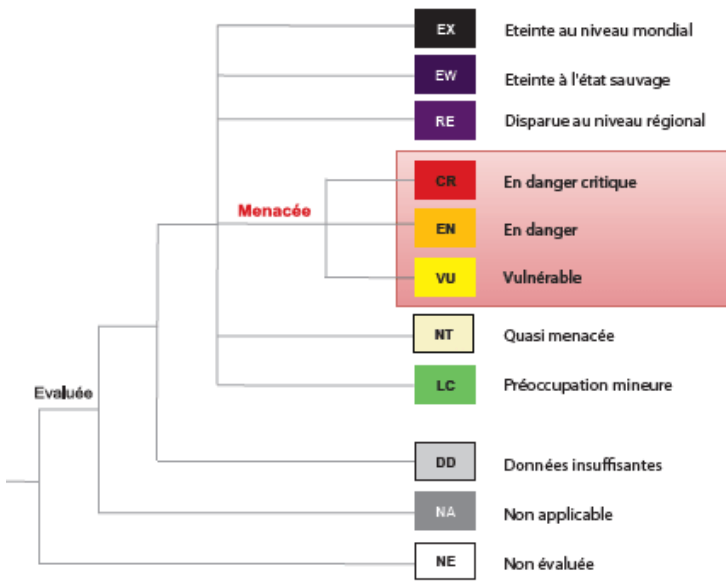 EX Eteinte au niveau mondial
EW Eteinte à l'état sauvage
RE Disparue au niveau régional
CR En danger critique
Menacée
EN En danger
VU Vulnérable
NT Quasi menacée
LC Préoccupation mineure
Evaluée
DD Données insuffisantes
NA Non applicable
NE Non évaluée